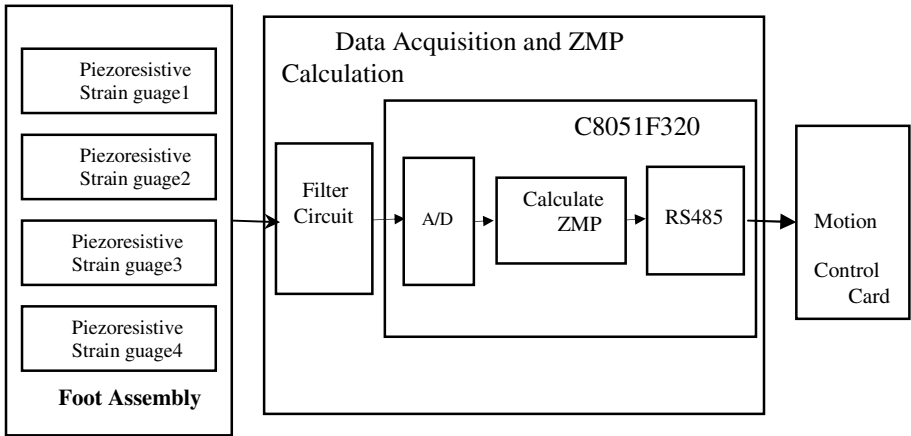 Piezoresistive
Strain guage1
Piezoresistive
Strain guage2
Piezoresistive
Strain guage3
Piezoresistive
Strain guage4
Foot Assembly
Data Acquisition and ZMP
Calculation
Filter
Circuit
C8051F320
A/D
Calculate
ZMP
RS485
Motion
Control
Card